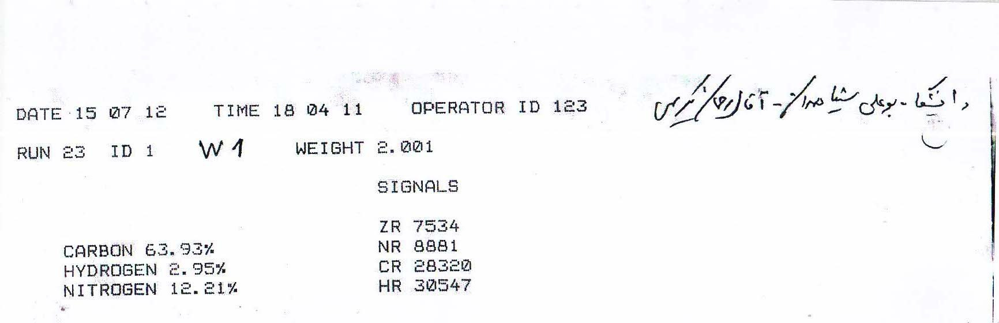 DATE 15 07 12 TIME 18 04 11 OPERATOR ID 123 دانشگاه - بوعلی سینا همدان - آقای
RUN 23 ID 1 W1 WEIGHT 2.001
SIGNALS
ZR 7534
CARBON 63.93% NR 8881
HYDROGEN 2.95% CR 28320
NITROGEN 12.21% HR 30547